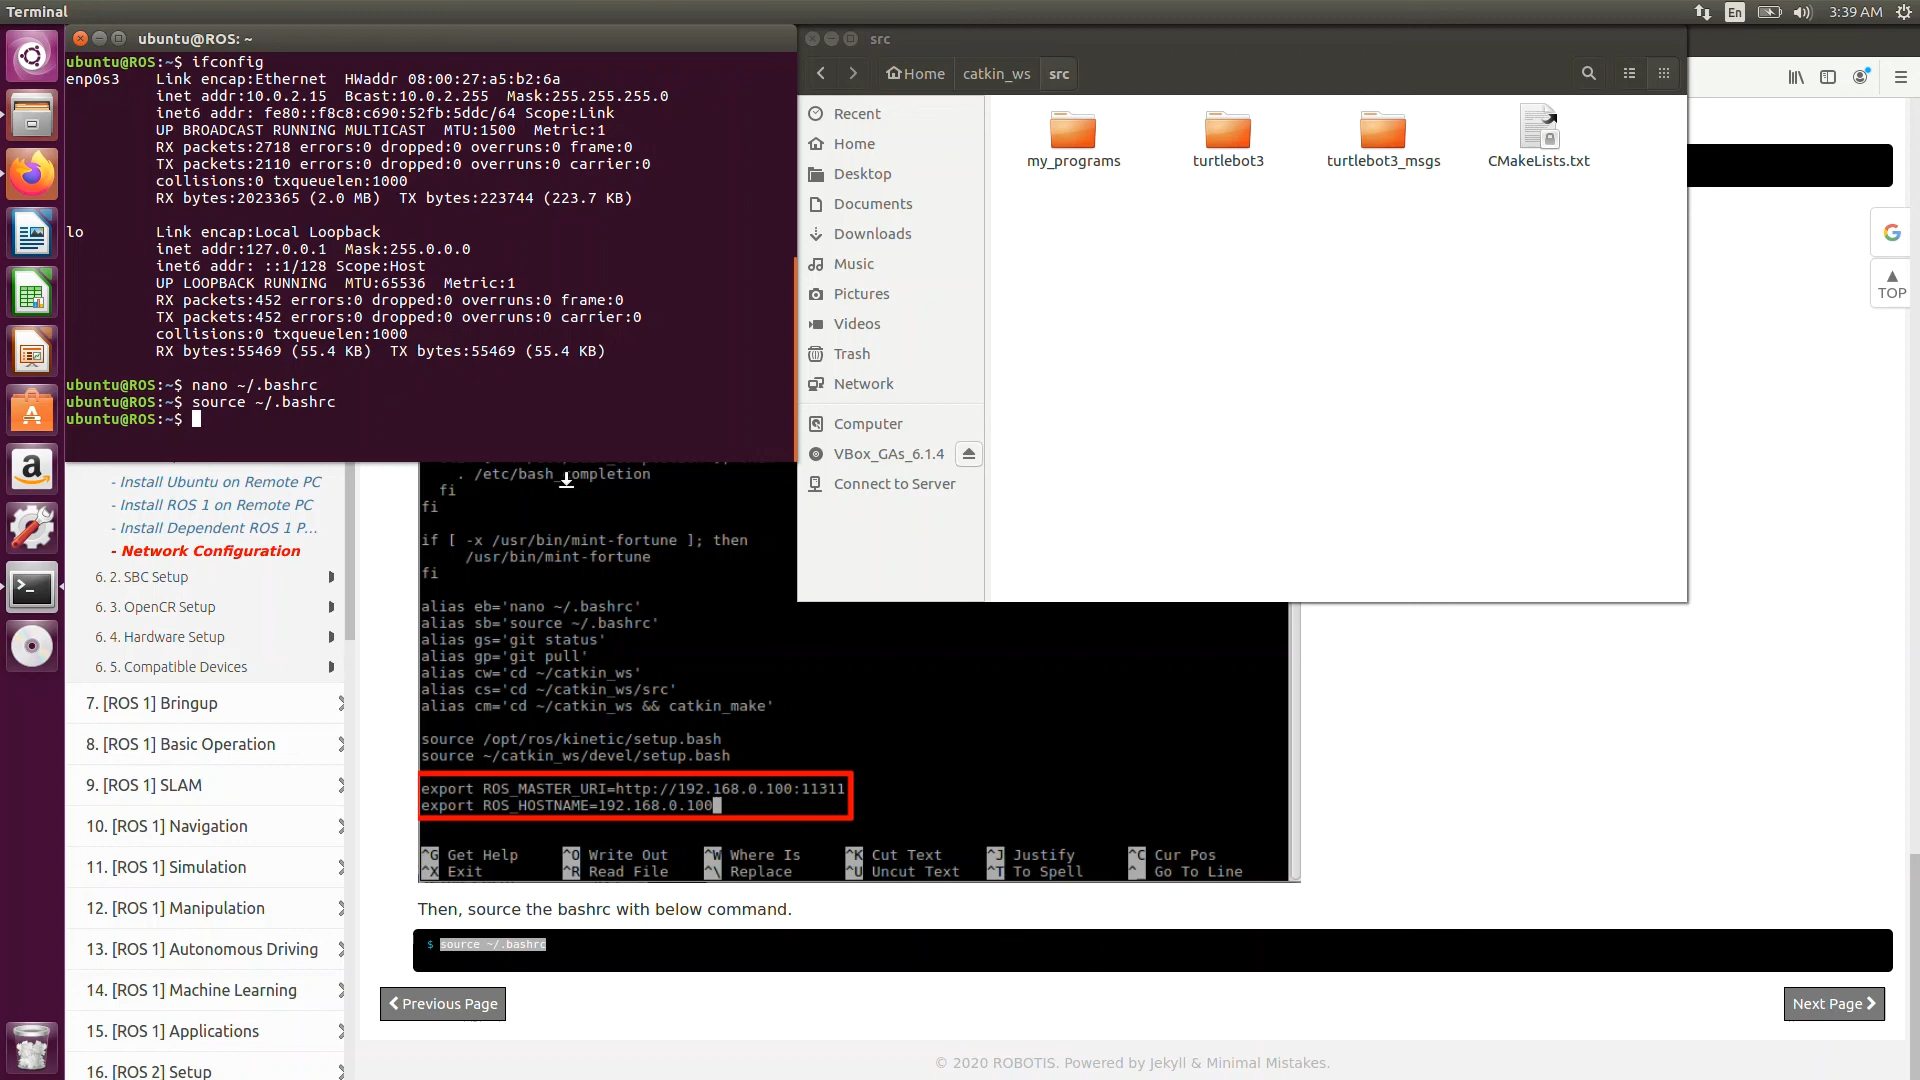 Terminal
En
3:39 AM
ubuntu@ROS: ~
ubuntu@ROS:~$ ifconfig
enp0s3    Link encap:Ethernet  HWaddr 08:00:27:a5:b2:6a
inet addr:10.0.2.15  Bcast:10.0.2.255  Mask:255.255.255.0
inet6 addr: fe80::f8c8:c690:52fb:5ddc/64 Scope:Link
UP BROADCAST RUNNING MULTICAST  MTU:1500  Metric:1
RX packets:2718 errors:0 dropped:0 overruns:0 frame:0
TX packets:2110 errors:0 dropped:0 overruns:0 carrier:0
collisions:0 txqueuelen:1000
RX bytes:2023365 (2.0 MB)  TX bytes:223744 (223.7 KB)
lo        Link encap:Local Loopback
inet addr:127.0.0.1  Mask:255.0.0.0
inet6 addr: ::1/128 Scope:Host
UP LOOPBACK RUNNING  MTU:65536  Metric:1
RX packets:452 errors:0 dropped:0 overruns:0 frame:0
TX packets:452 errors:0 dropped:0 overruns:0 carrier:0
collisions:0 txqueuelen:1000
RX bytes:55469 (55.4 KB)  TX bytes:55469 (55.4 KB)
ubuntu@ROS:~$ nano ~/.bashrc
ubuntu@ROS:~$ source ~/.bashrc
ubuntu@ROS:~$
src
Home
catkin_ws
src
Recent
Home
Desktop
Documents
Downloads
Music
Pictures
Videos
Trash
Network
Computer
VBox_GAs_6.1.4
Connect to Server
my_programs
turtlebot3
turtlebot3_msgs
CMakeLists.txt
G
TOP
- Install Ubuntu on Remote PC
- Install ROS 1 on Remote PC
- Install Dependent ROS 1 P...
- Network Configuration
6. 2. SBC Setup
6. 3. OpenCR Setup
6. 4. Hardware Setup
6. 5. Compatible Devices
7. [ROS 1] Bringup
8. [ROS 1] Basic Operation
9. [ROS 1] SLAM
10. [ROS 1] Navigation
11. [ROS 1] Simulation
12. [ROS 1] Manipulation
13. [ROS 1] Autonomous Driving
14. [ROS 1] Machine Learning
15. [ROS 1] Applications
16. [ROS 2] Setup
. /etc/bash_completion
fi
fi
if [ -x /usr/bin/mint-fortune ]; then
/usr/bin/mint-fortune
fi
alias eb='nano ~/.bashrc'
alias sb='source ~/.bashrc'
alias gs='git status'
alias gp='git pull'
alias cw='cd ~/catkin_ws'
alias cs='cd ~/catkin_ws/src'
alias cm='cd ~/catkin_ws && catkin_make'
source /opt/ros/kinetic/setup.bash
source ~/catkin_ws/devel/setup.bash
export ROS_MASTER_URI=http://192.168.0.100:11311
export ROS_HOSTNAME=192.168.0.100
^G Get Help ^O Write Out ^W Where Is ^K Cut Text ^J Justify ^C Cur Pos
^X Exit ^R Read File ^\ Replace ^U Uncut Text ^T To Spell ^_ Go To Line
Then, source the bashrc with below command.
$ source ~/.bashrc
Previous Page
Next Page
© 2020 ROBOTIS. Powered by Jekyll & Minimal Mistakes.